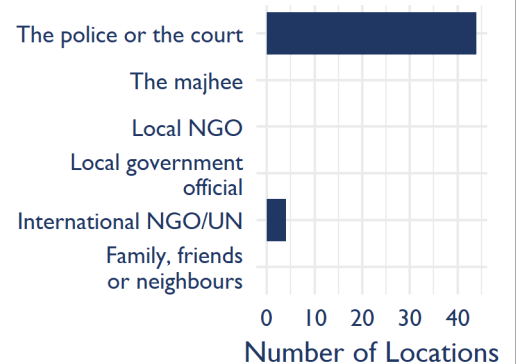 The police or the court
The majhee
Local NGO
Local government
official
International NGO/UN
Family, friends
or neighbours
0 10 20 30 40
Number of Locations